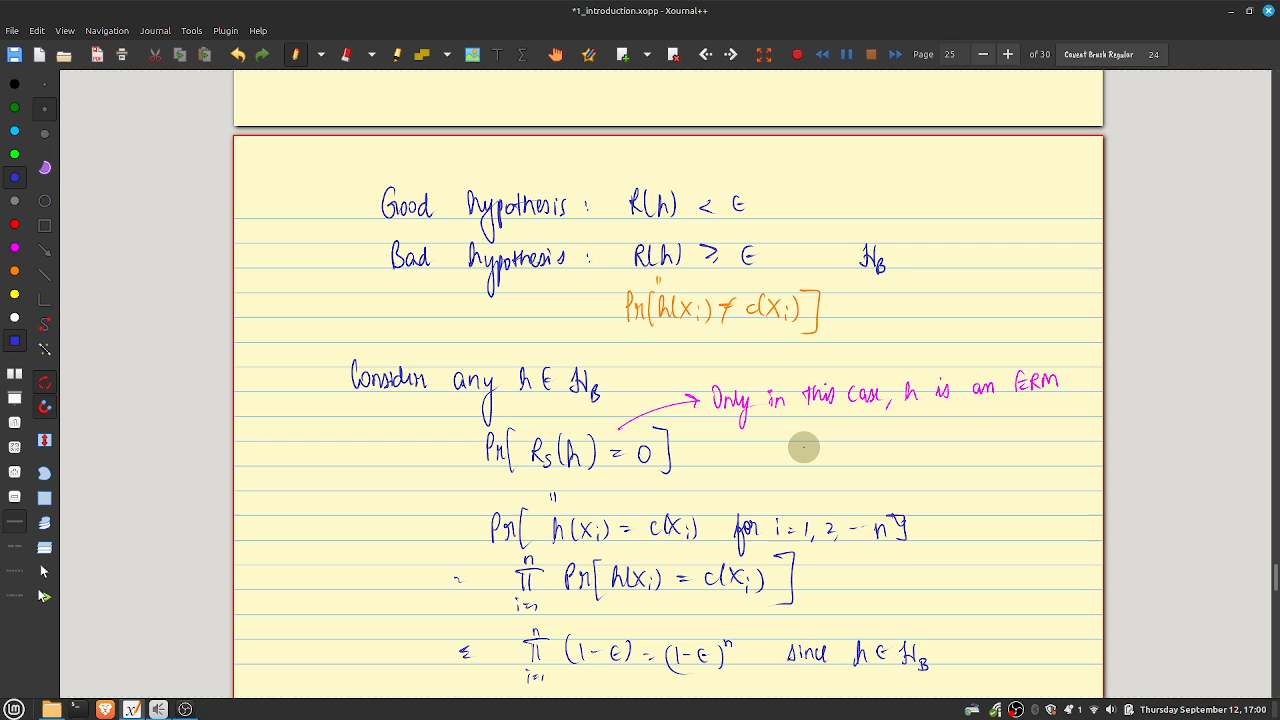 *1_introduction.xopp - Xournal++
File Edit View Navigation Journal Tools Plugin Help
Page 25 of 30 Caveat Brush Regular 24
Good hypothesis : R(h) < ϵ
Bad hypothesis : R(h) ⩾ ϵ H_B
"
Pr[h(x_i) ≠ c(x_i)]
Consider any h ∈ H_B
Only in this case, h is an ERM
Pr[ R_S(h) = 0 ]
"
Pr[ h(x_i) = c(x_i) for i = 1, 2, -- n ]
= ∏_{i=1}^{n} Pr[ h(x_i) = c(x_i) ]
≤ ∏_{i=1}^{n} (1-ϵ) = (1-ϵ)^n since h ∈ H_B
1 Thursday September 12, 17:00